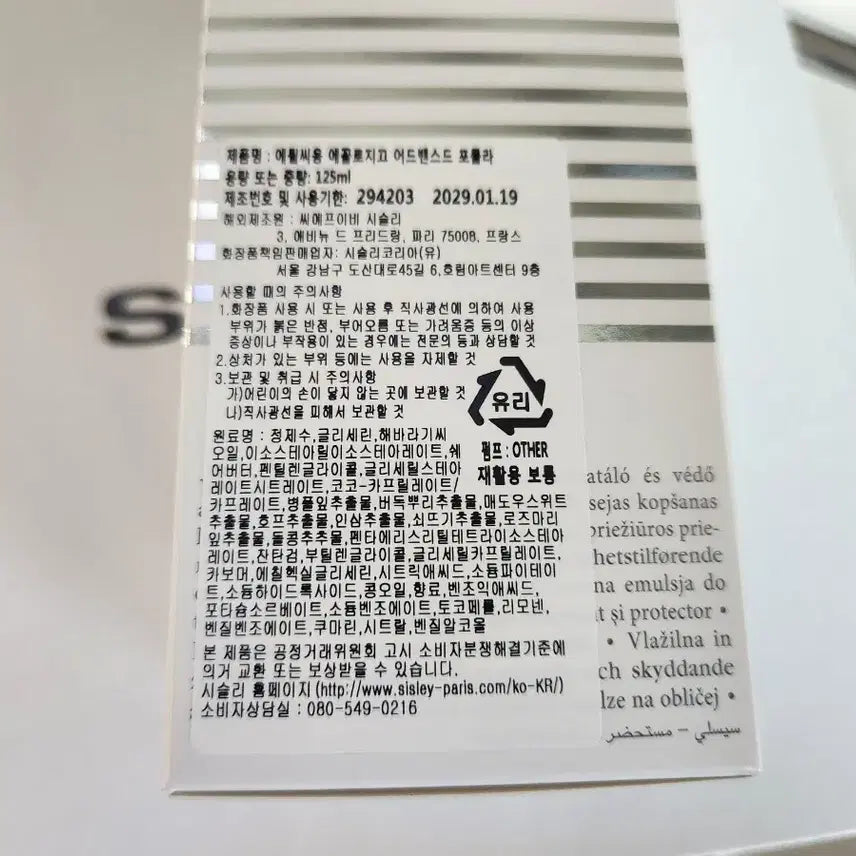 제품명 : 에뮐씨용 에꼴로지끄 어드밴스드 포뮬라
용량 또는 중량: 125ml
제조번호 및 사용기한: 294203 2029.01.19
해외제조원 : 씨에프이비 시슬리
3, 애비뉴 드 프리드랑, 파리 75008, 프랑스
화장품책임판매업자: 시슬리코리아(유)
서울 강남구 도산대로45길 6,호림아트센터 9층
사용할 때의 주의사항
1.화장품 사용 시 또는 사용 후 직사광선에 의하여 사용
부위가 붉은 반점, 부어오름 또는 가려움증 등의 이상
증상이나 부작용이 있는 경우에는 전문의 등과 상담할 것
2.상처가 있는 부위 등에는 사용을 자제할 것
3.보관 및 취급 시 주의사항
가)어린이의 손이 닿지 않는 곳에 보관할 것
나)직사광선을 피해서 보관할 것
유리
펌프 : OTHER
재활용 보통
원료명 : 정제수,글리세린,해바라기씨
오일,이소스테아릴이소스테아레이트,쉐
어버터,펜틸렌글라이콜,글리세릴스테아
레이트시트레이트,코코-카프릴레이트/
카프레이트,병풀잎추출물,버독뿌리추출물,매도우스위트
추출물,호프추출물,인삼추출물,쇠뜨기추출물,로즈마리
잎추출물,돌콩추출물,펜타에리스리틸테트라이소스테아
레이트,잔탄검,부틸렌글라이콜,글리세릴카프릴레이트,
카보머,에칠헥실글리세린,시트릭애씨드,소듐파이테이
트,소듐하이드록사이드,콩오일,향료,벤조익애씨드,
포타슘소르베이트,소듐벤조에이트,토코페롤,리모넨,
벤질벤조에이트,쿠마린,시트랄,벤질알코올
본 제품은 공정거래위원회 고시 소비자분쟁해결기준에
의거 교환 또는 보상받을 수 있습니다.
시슬리 홈페이지(http://www.sisley-paris.com/ko-KR/)
소비자상담실 : 080-549-0216
S
atáló és védő
sejas kopšanas
priežiūros prie-
hetstilførende
na emulsja do
t și protector •
• Vlažilna in
ch skyddande
lze na obličej •
سيسلي – مستحضر